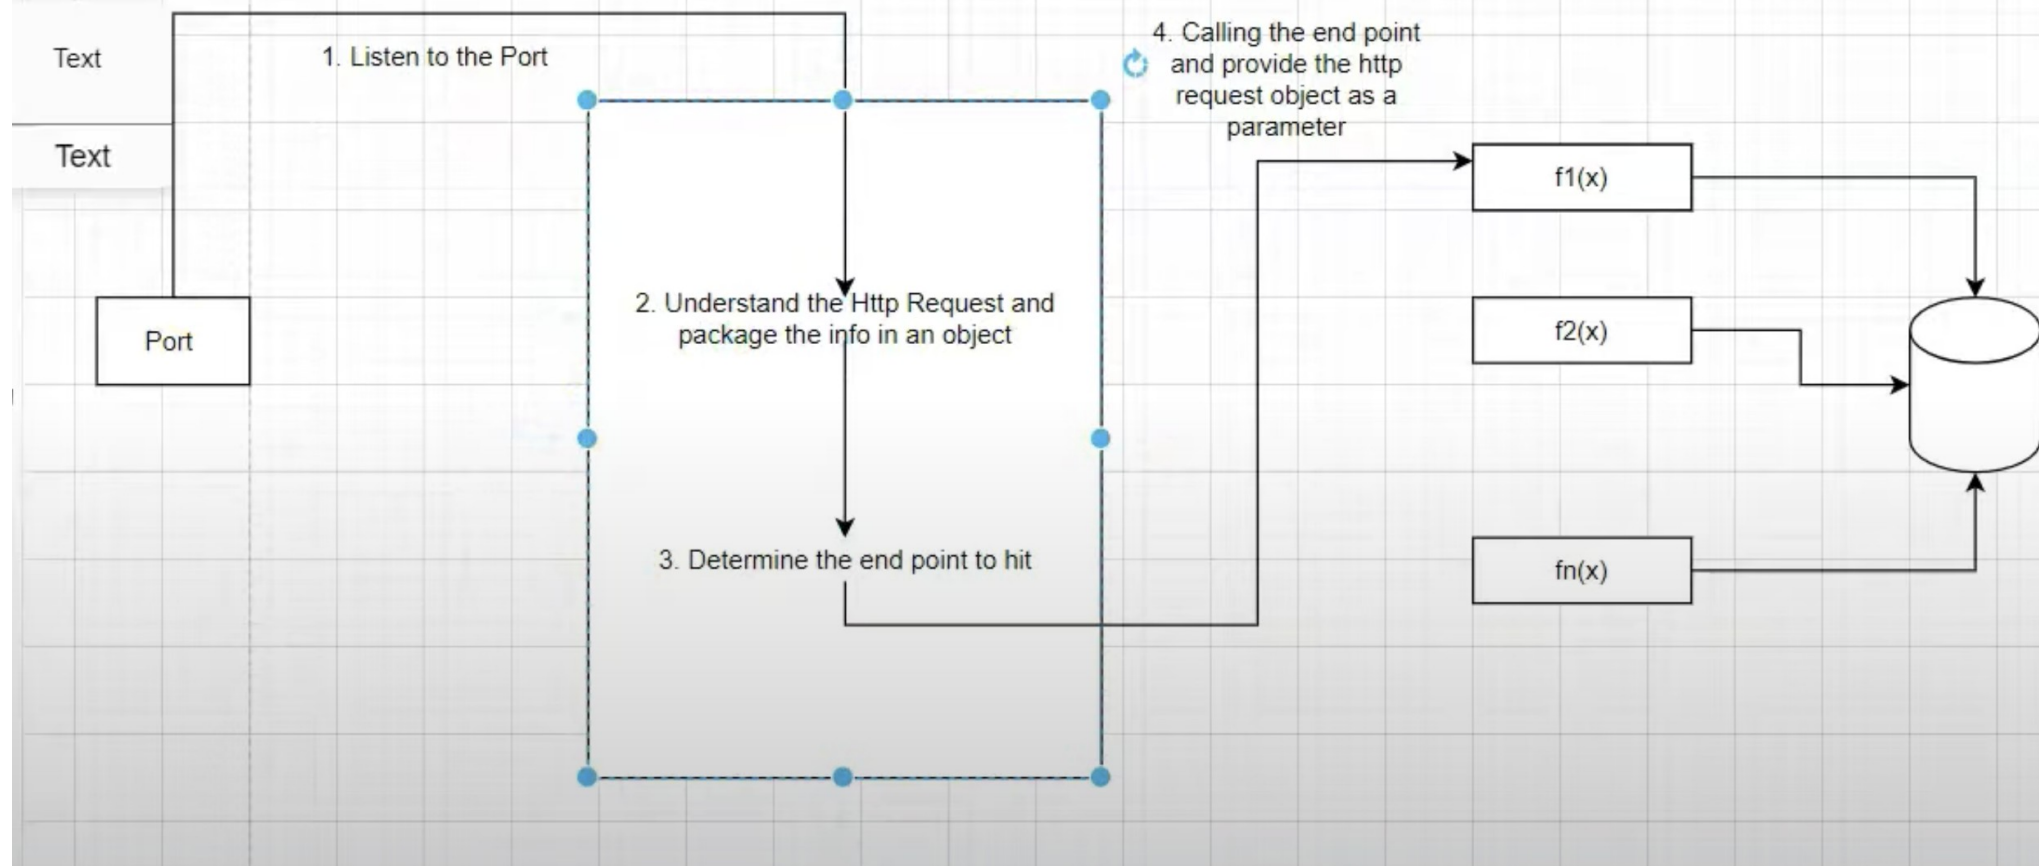 Text
Text
1. Listen to the Port
Port
2. Understand the Http Request and
package the info in an object
3. Determine the end point to hit
4. Calling the end point
and provide the http
request object as a
parameter
f1(x)
f2(x)
fn(x)